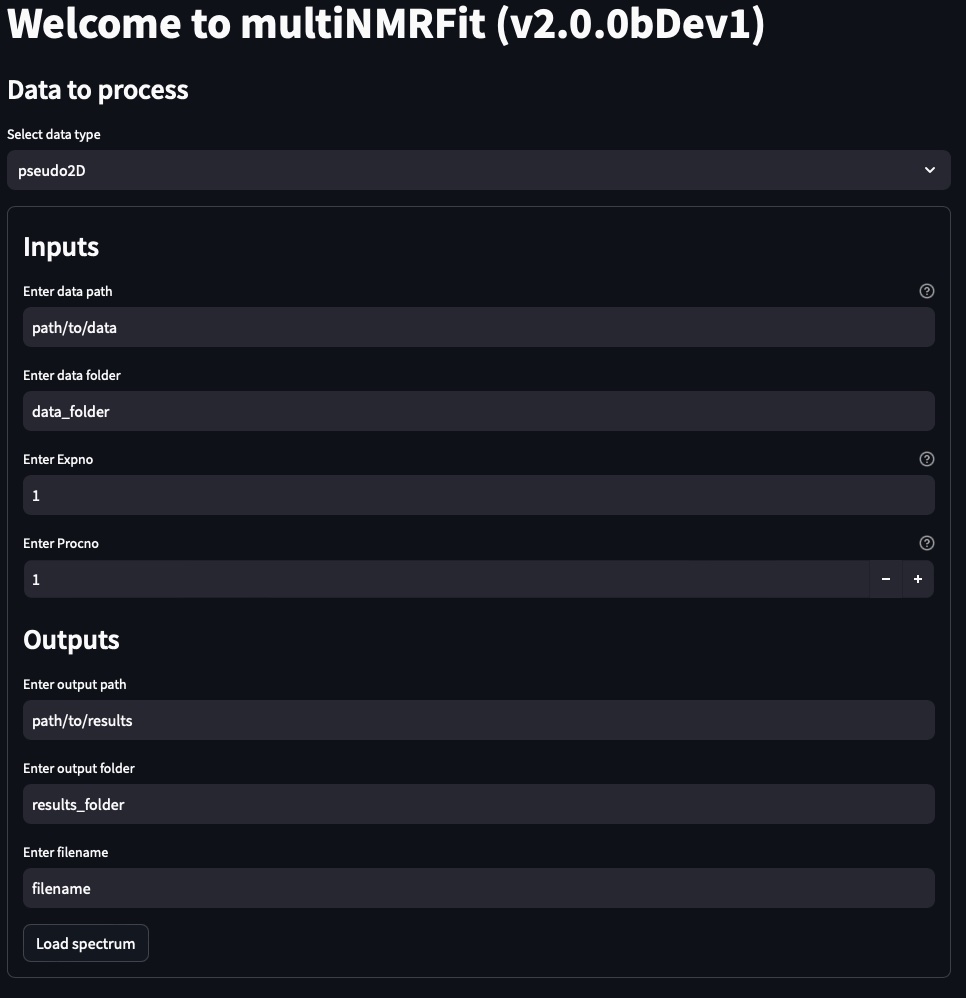 Welcome to multiNMRFit (v2.0.0bDev1)
Data to process
Select data type
pseudo2D
Inputs
Enter data path
path/to/data
Enter data folder
data_folder
Enter Expno
1
Enter Procno
1
Outputs
Enter output path
path/to/results
Enter output folder
results_folder
Enter filename
filename
Load spectrum